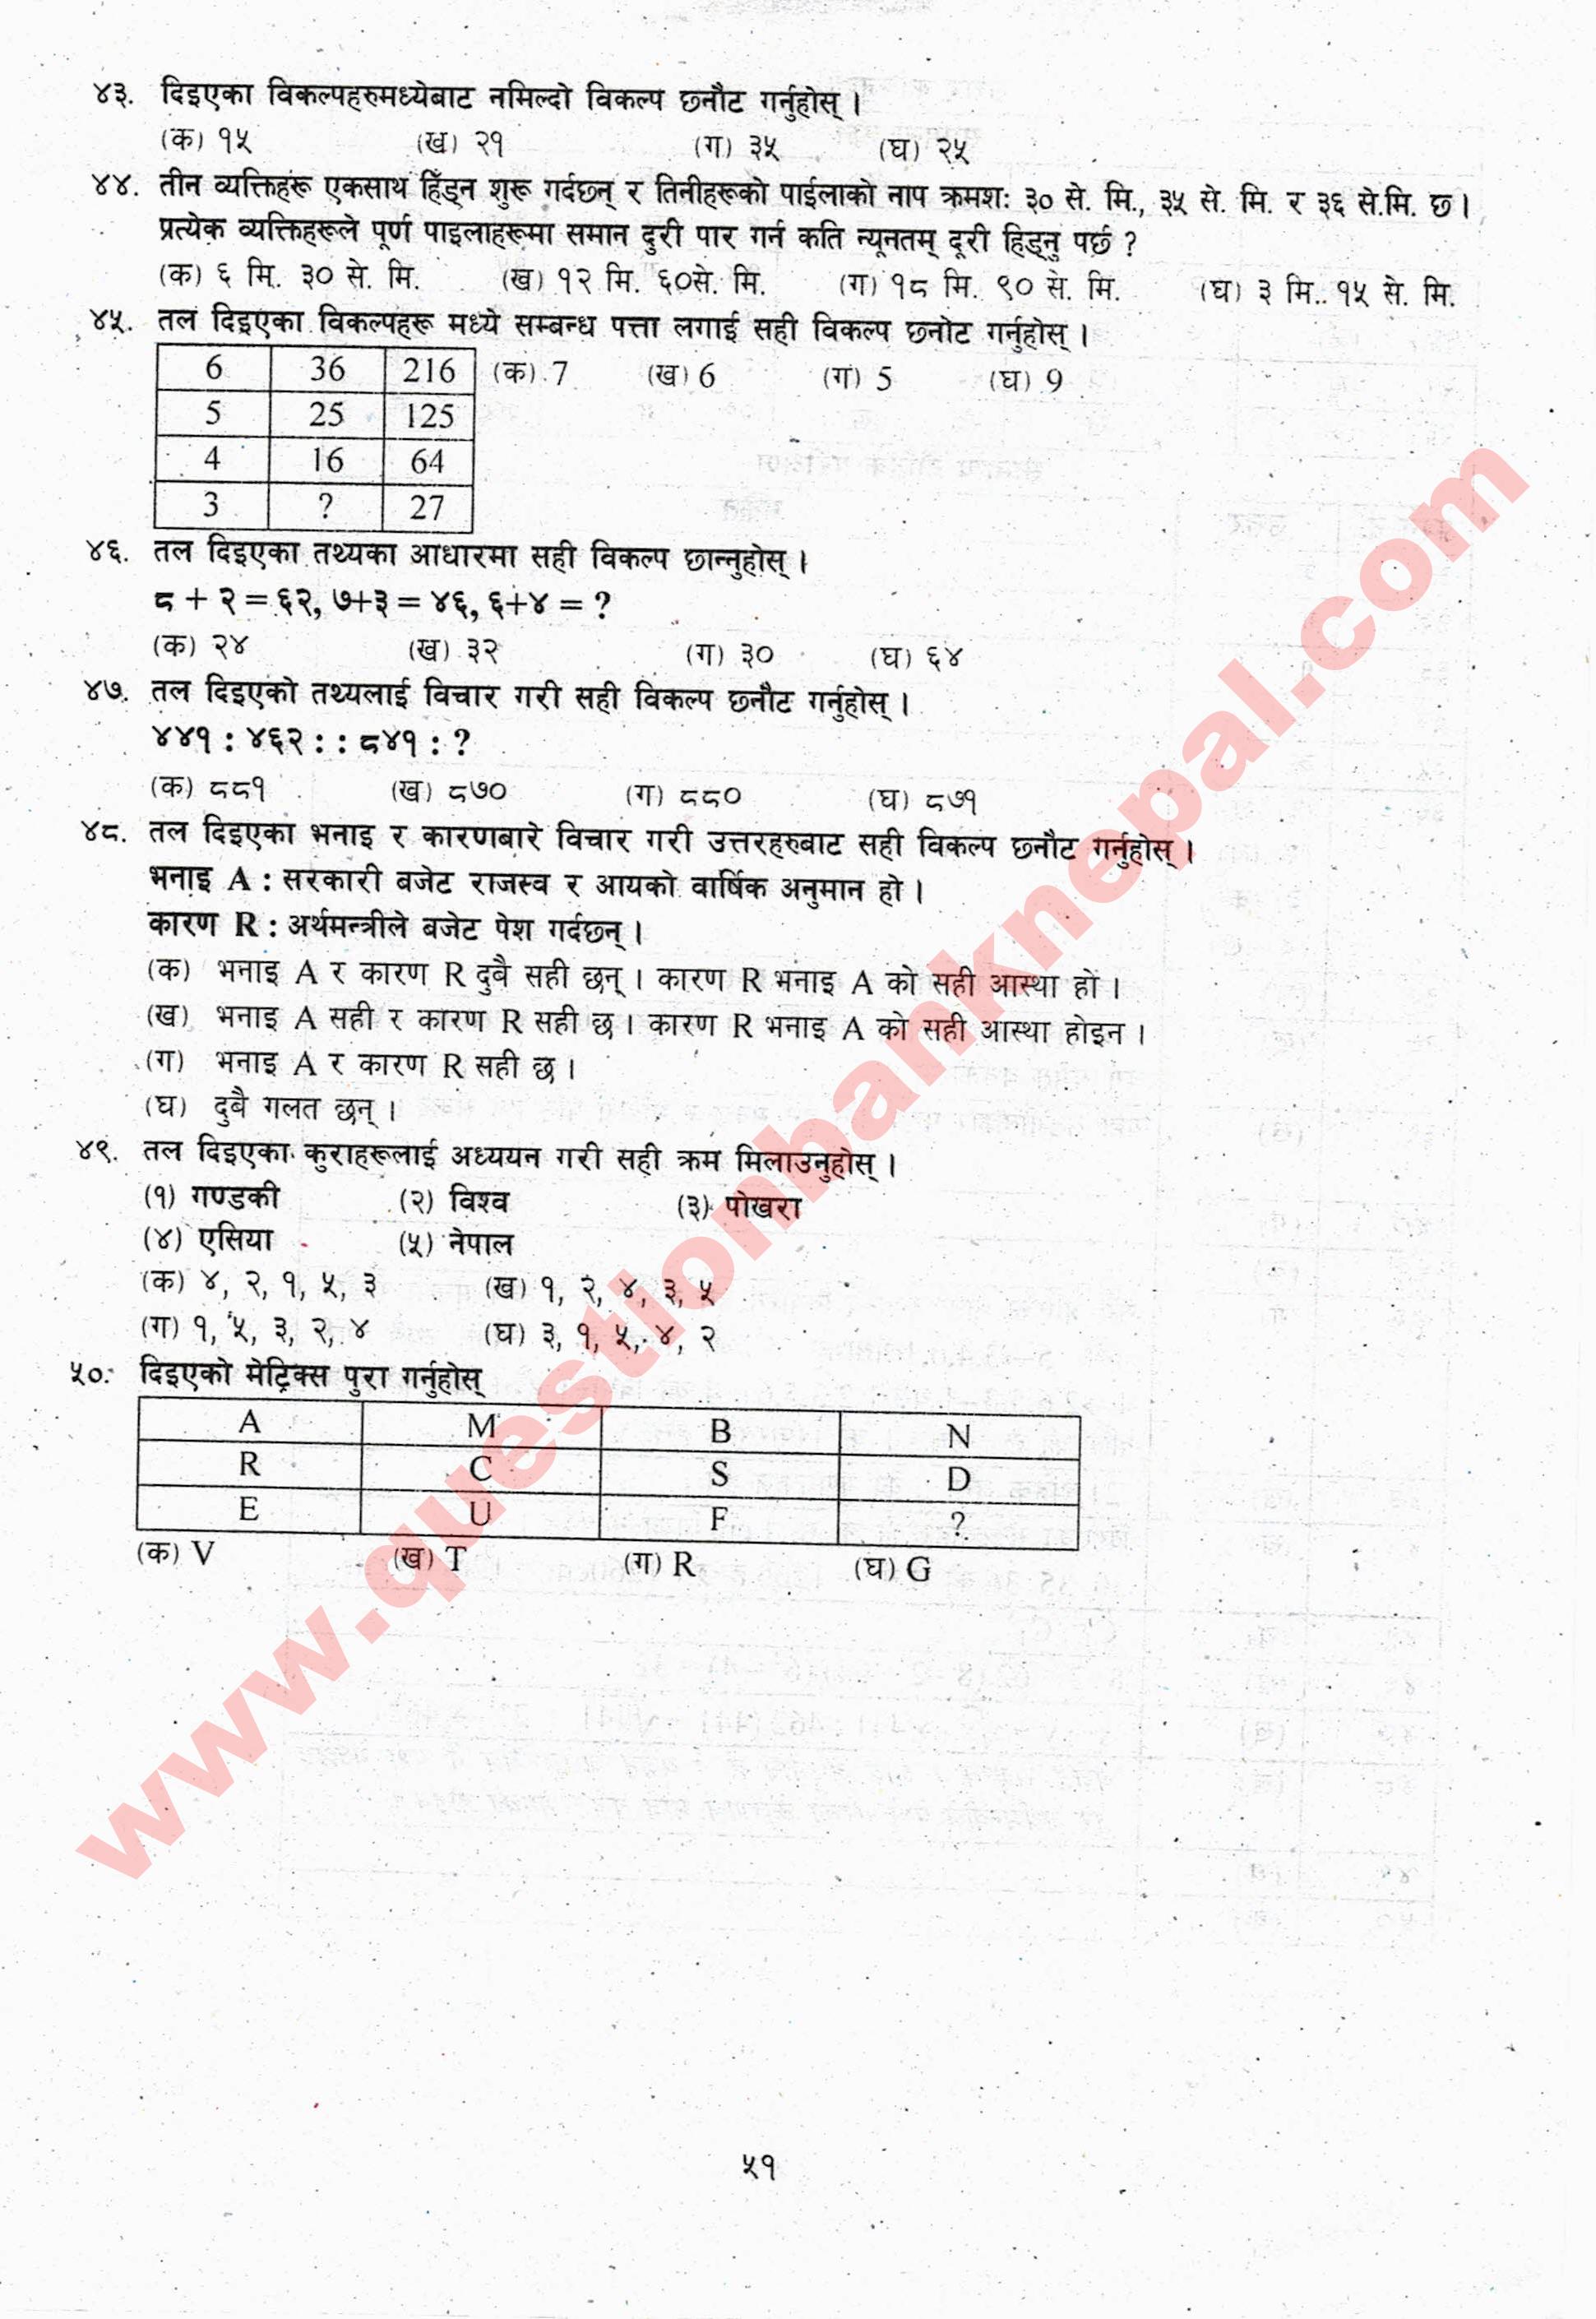 ४३. दिइएका विकल्पहरुमध्येबाट नमिल्दो विकल्प छनौट गर्नुहोस् ।
(क) १५ (ख) २१ (ग) ३५ (घ) २५
४४. तीन व्यक्तिहरू एकसाथ हिँड्न शुरू गर्दछन् र तिनीहरूको पाईलाको नाप क्रमशः ३० से. मि., ३५ से. मि. र ३६ से.मि. छ ।
प्रत्येक व्यक्तिहरूले पूर्ण पाइलाहरूमा समान दुरी पार गर्न कति न्यूनतम् दूरी हिड्नु पर्छ ?
(क) ६ मि. ३० से. मि. (ख) १२ मि. ६०से. मि. (ग) १८ मि. ९० से. मि. (घ) ३ मि.. १५ से. मि.
४५. तल दिइएका विकल्पहरू मध्ये सम्बन्ध पत्ता लगाई सही विकल्प छनोट गर्नुहोस् ।
6 36 216 (क) 7 (ख) 6 (ग) 5 (घ) 9
5 25 125
4 16 64
3 ? 27
४६. तल दिइएका तथ्यका आधारमा सही विकल्प छान्नुहोस् ।
८ + २ = ६२, ७+३ = ४६, ६+४ = ?
(क) २४ (ख) ३२ (ग) ३० (घ) ६४
४७. तल दिइएको तथ्यलाई विचार गरी सही विकल्प छनौट गर्नुहोस् ।
४४१ : ४६२ : : ८४१ : ?
(क) ८८१ (ख) ८७० (ग) ८८० (घ) ८७१
४८. तल दिइएका भनाइ र कारणबारे विचार गरी उत्तरहरुबाट सही विकल्प छनौट गर्नुहोस् ।
भनाइ A : सरकारी बजेट राजस्व र आयको वार्षिक अनुमान हो ।
कारण R : अर्थमन्त्रीले बजेट पेश गर्दछन् ।
(क) भनाइ A र कारण R दुबै सही छन् । कारण R भनाइ A को सही आस्था हो ।
(ख) भनाइ A सही र कारण R सही छ । कारण R भनाइ A को सही आस्था होइन ।
(ग) भनाइ A र कारण R सही छ ।
(घ) दुबै गलत छन् ।
४९. तल दिइएका कुराहरूलाई अध्ययन गरी सही क्रम मिलाउनुहोस् ।
(१) गण्डकी (२) विश्व (३) पोखरा
(४) एसिया (५) नेपाल
(क) ४, २, १, ५, ३ (ख) १, २, ४, ३, ५
(ग) १, ५, ३, २, ४ (घ) ३, १, ५, ४, २
५०. दिइएको मेट्रिक्स पुरा गर्नुहोस्
A M B N
R C S D
E U F ?
(क) V (ख) T (ग) R (घ) G
५१
www.questionbanknepal.com